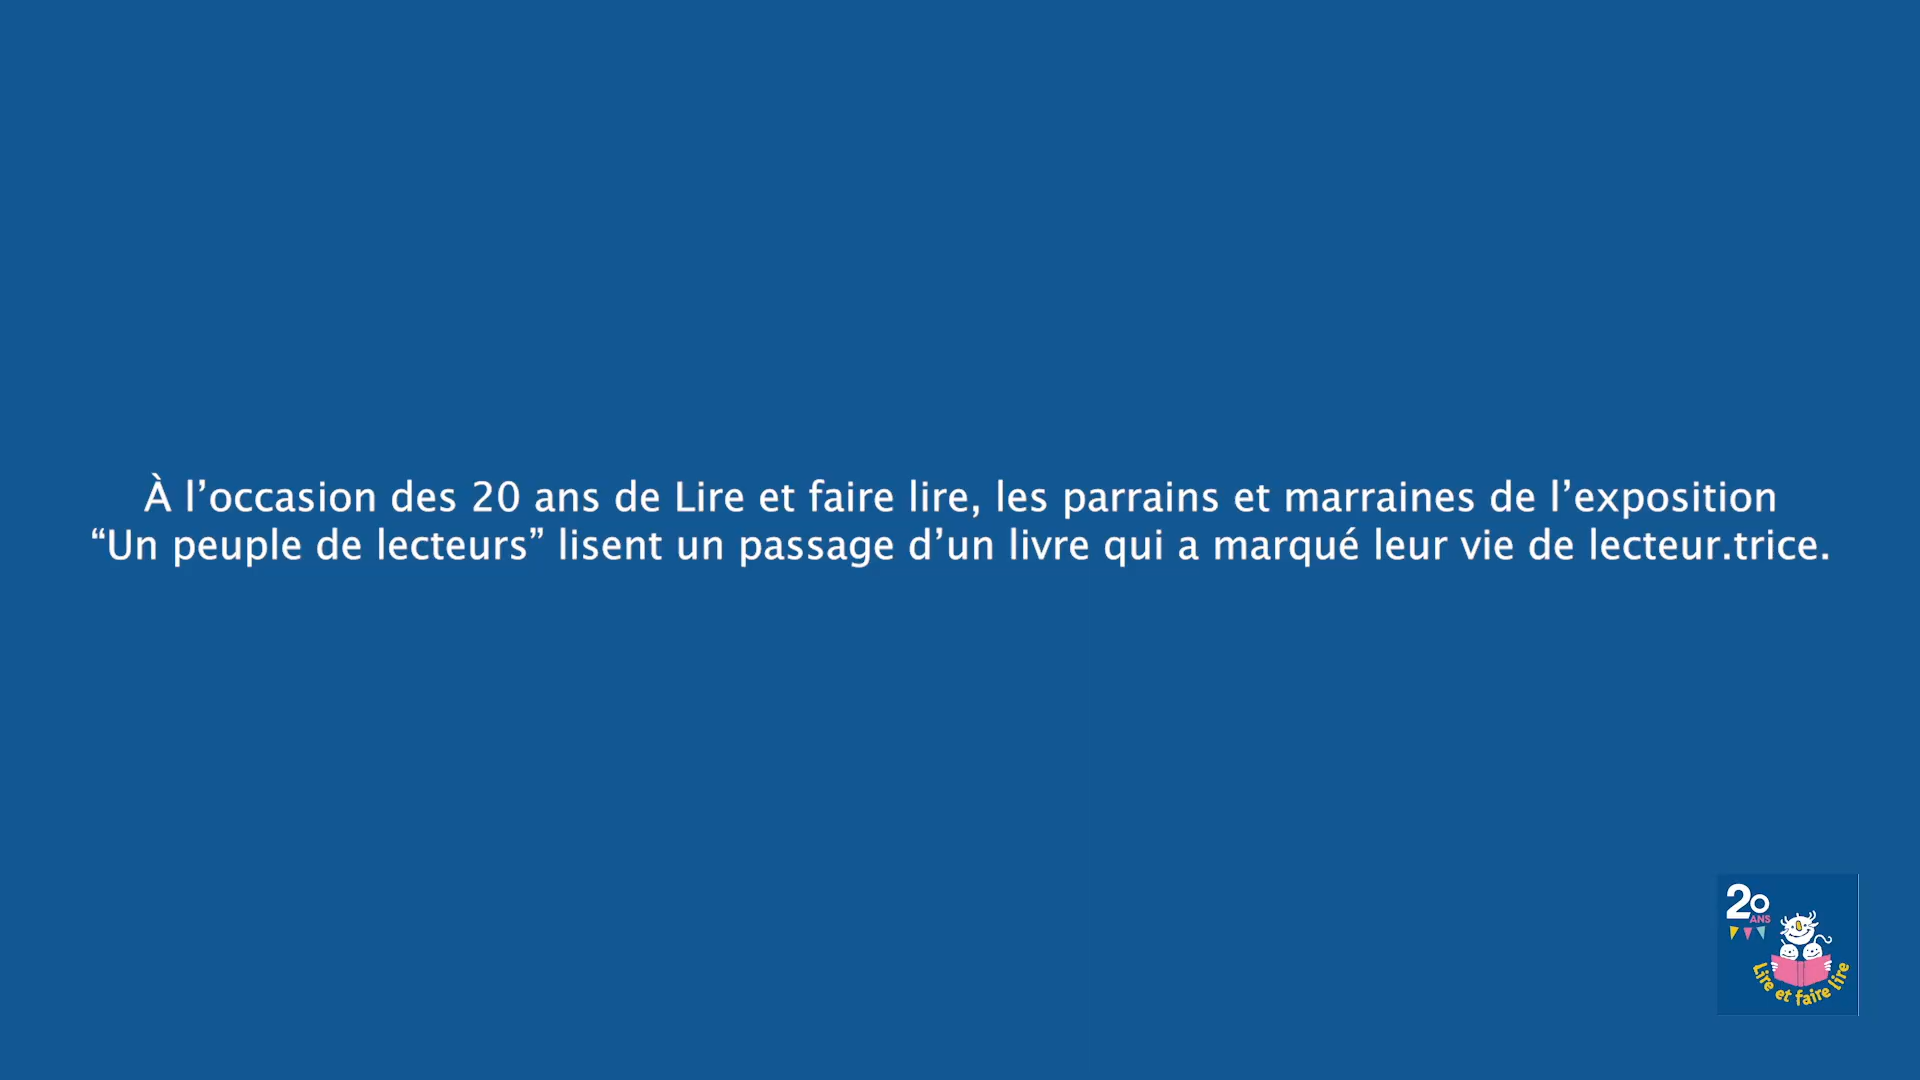 À l’occasion des 20 ans de Lire et faire lire, les parrains et marraines de l’exposition
“Un peuple de lecteurs” lisent un passage d’un livre qui a marqué leur vie de lecteur.trice.
20
ANS
Lire et faire lire